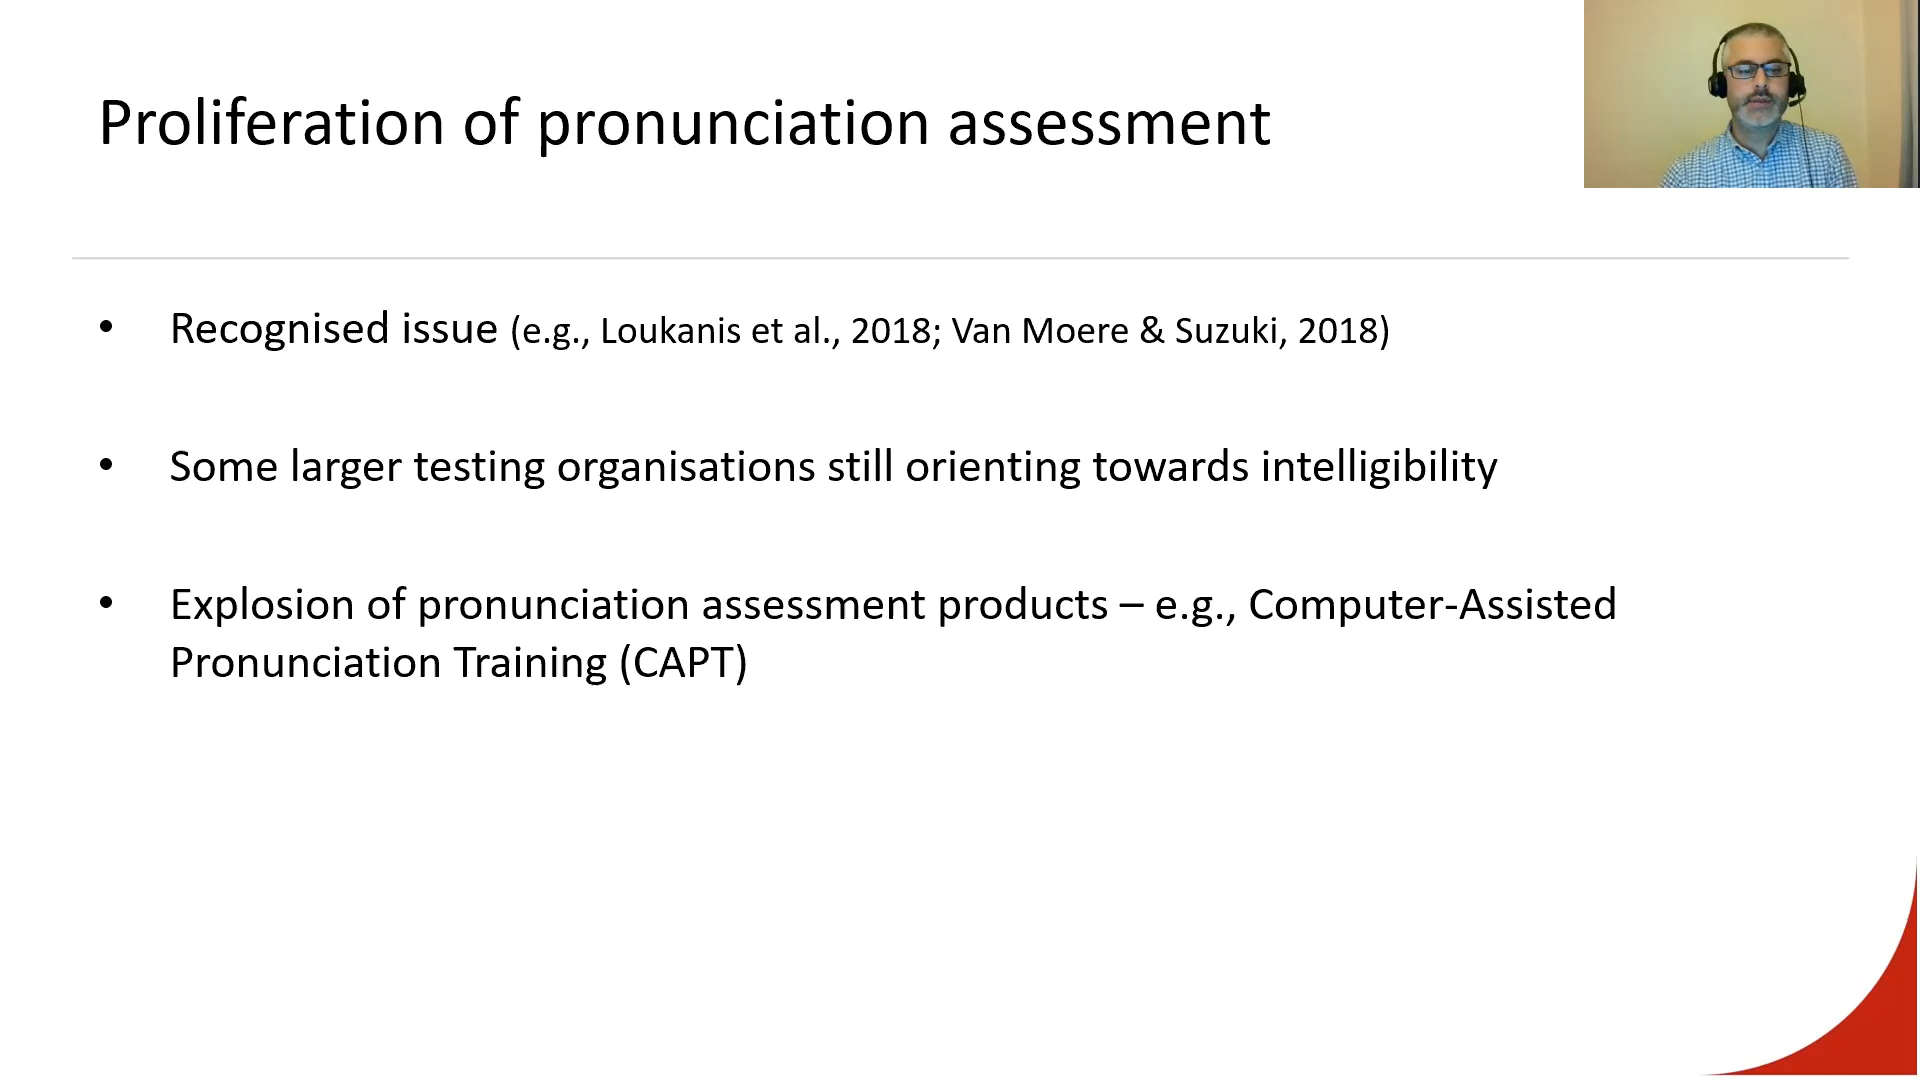 Proliferation of pronunciation assessment
• Recognised issue (e.g., Loukanis et al., 2018; Van Moere & Suzuki, 2018)
• Some larger testing organisations still orienting towards intelligibility
• Explosion of pronunciation assessment products – e.g., Computer-Assisted
Pronunciation Training (CAPT)